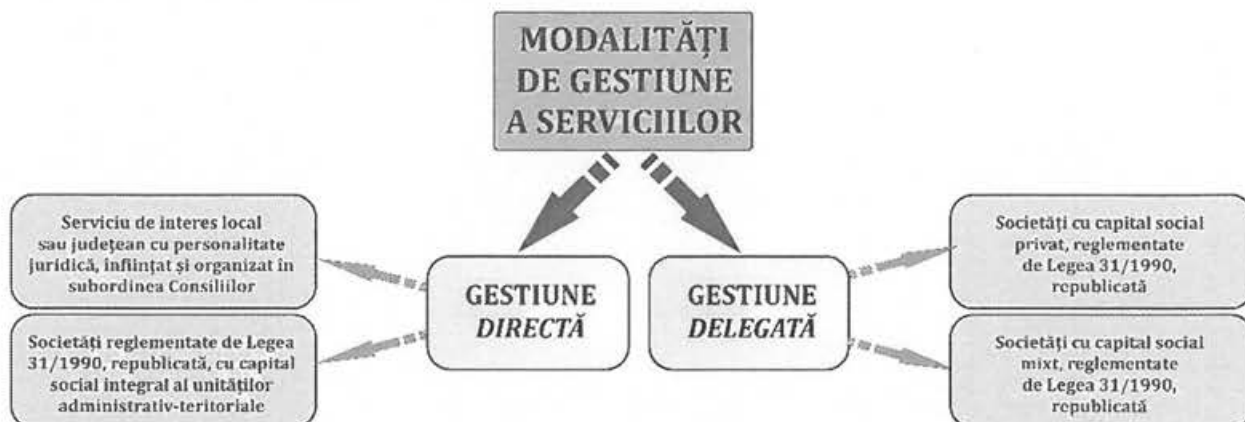 MODALITĂȚI
DE GESTIUNE
A SERVICIILOR
Serviciu de interes local
sau județean cu personalitate
juridică, înființat și organizat în
subordinea Consiliilor
Societăți reglementate de Legea
31/1990, republicată, cu capital
social integral al unităților
administrativ-teritoriale
GESTIUNE
DIRECTĂ
GESTIUNE
DELEGATĂ
Societăți cu capital social
privat, reglementate
de Legea 31/1990,
republicată
Societăți cu capital social
mixt, reglementate
de Legea 31/1990,
republicată